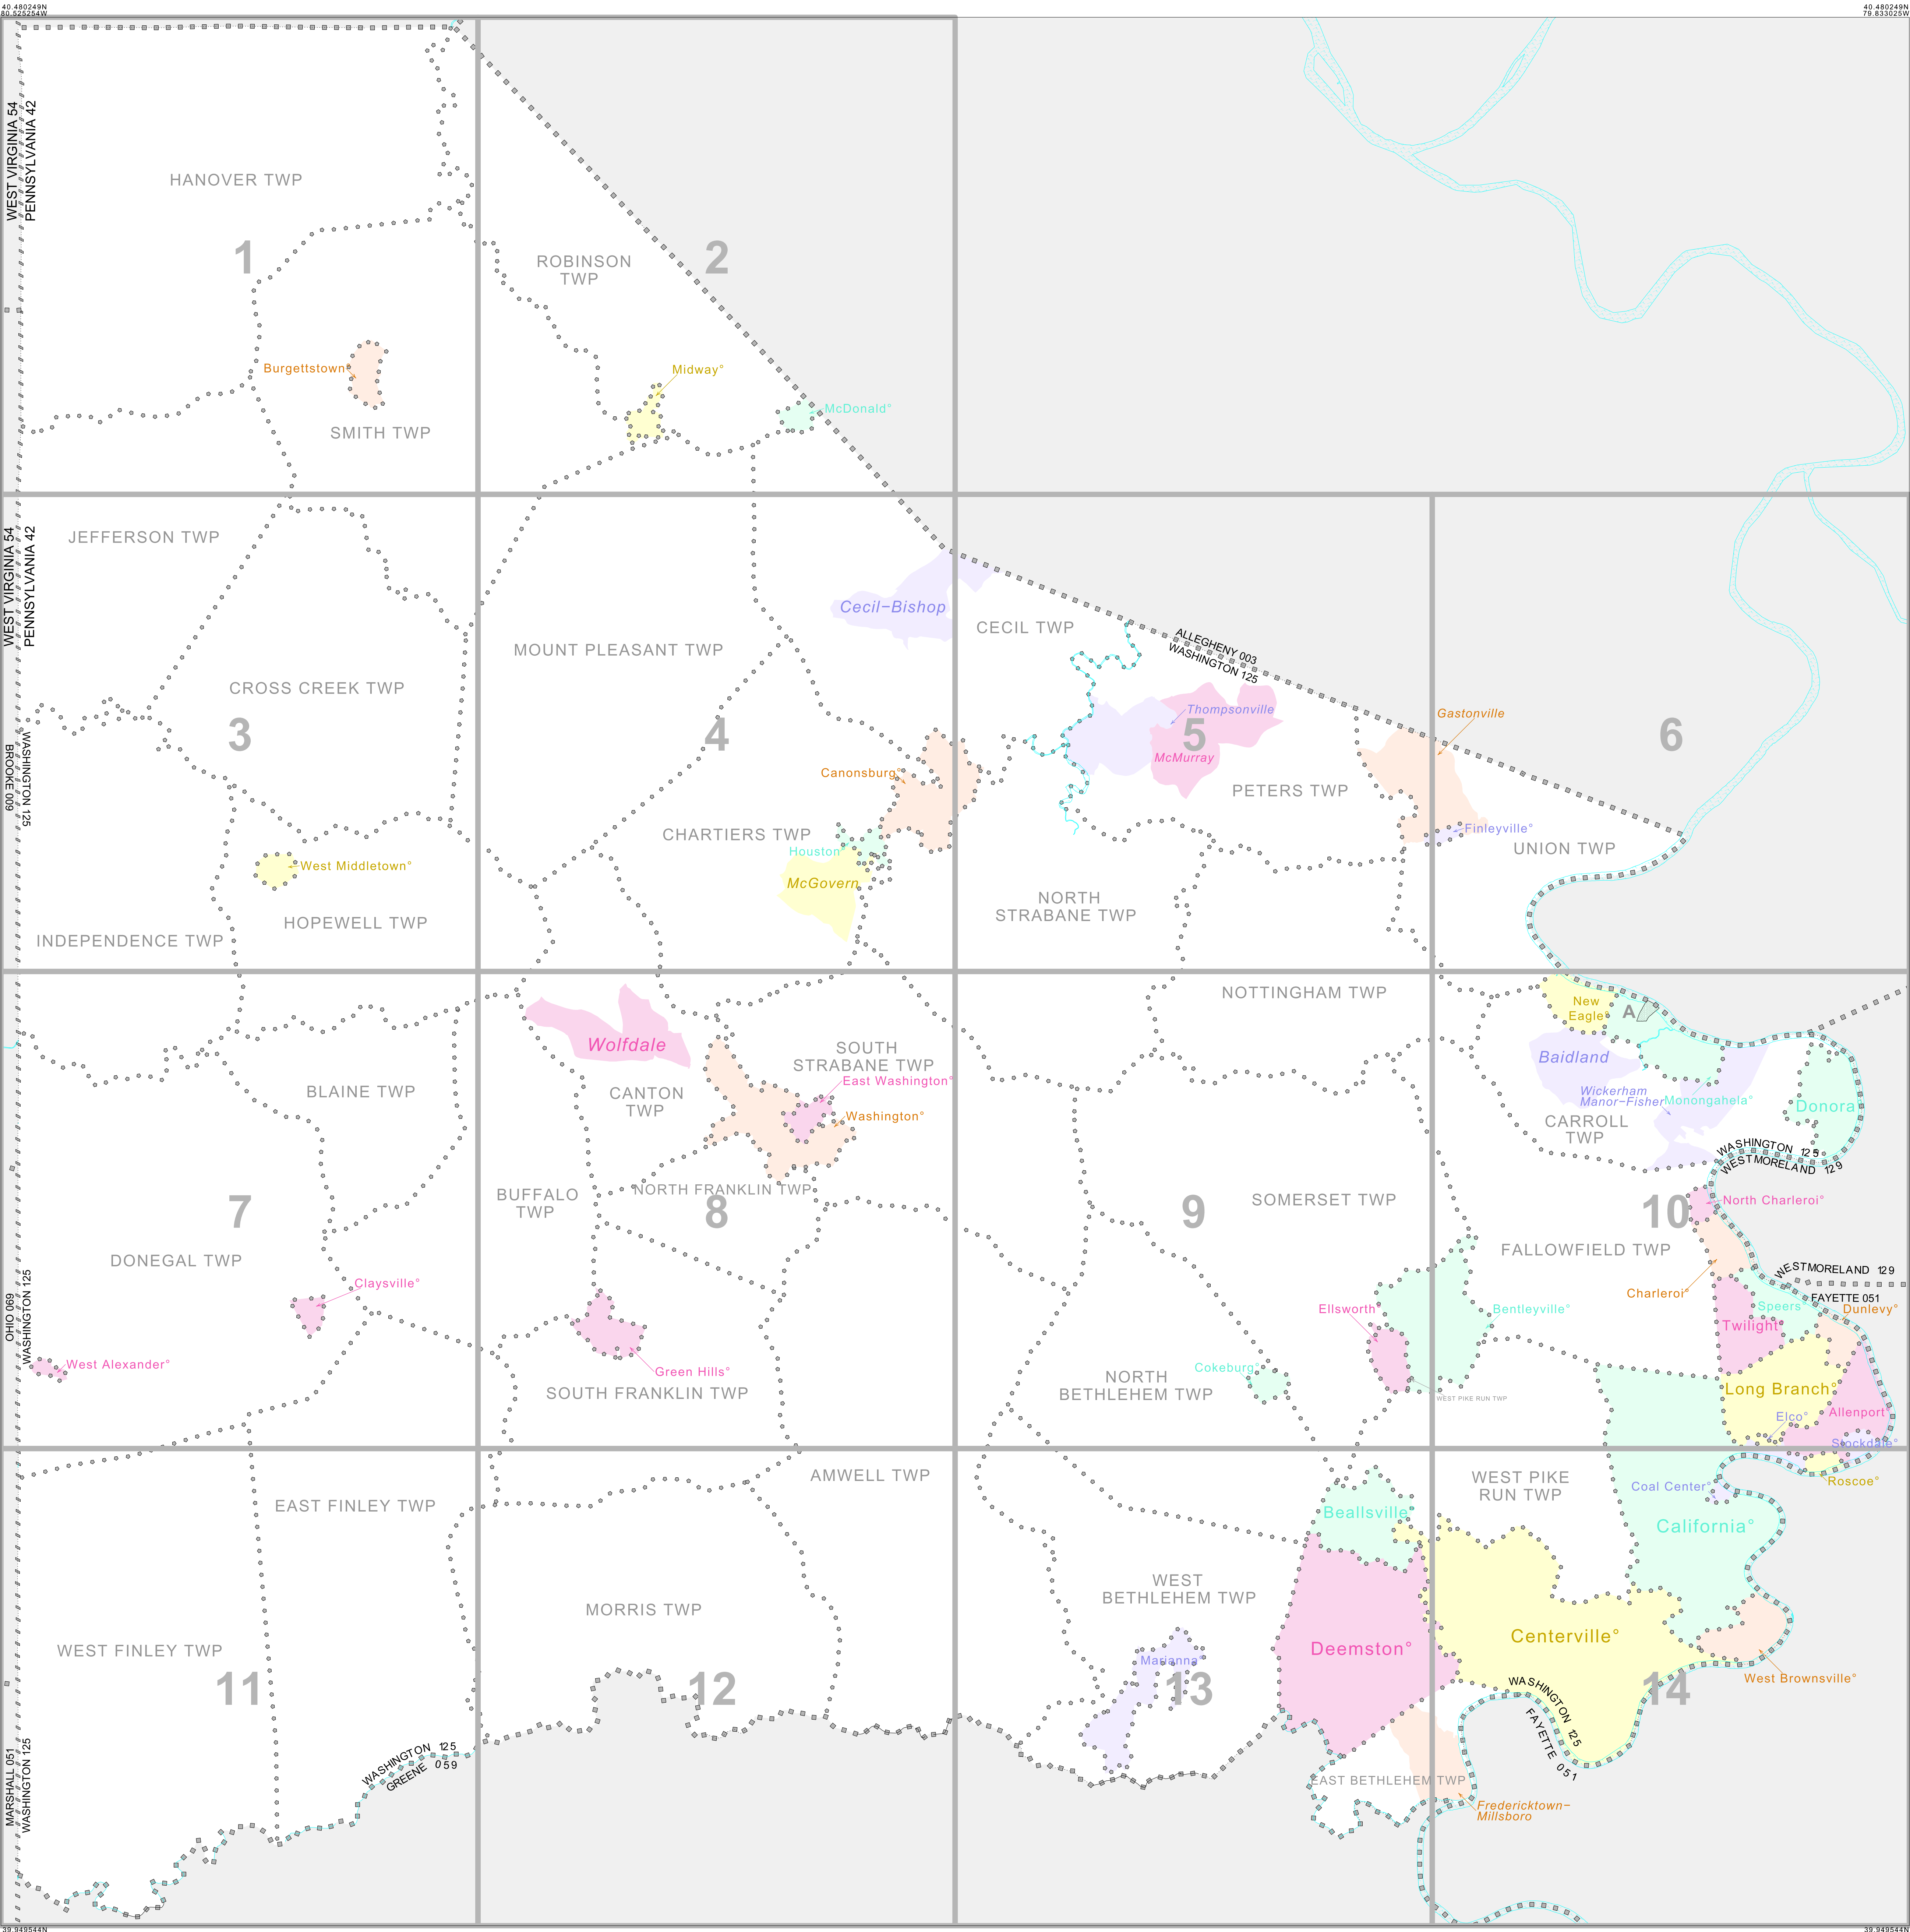 40.480249N
80.525254W
40.480249N
79.833025W
WEST VIRGINIA 54
PENNSYLVANIA 42
HANOVER TWP
1
ROBINSON
TWP
2
Burgettstown°
Midway°
McDonald°
SMITH TWP
WEST VIRGINIA 54
PENNSYLVANIA 42
JEFFERSON TWP
Cecil-Bishop
CECIL TWP
ALLEGHENY 003
WASHINGTON 125
MOUNT PLEASANT TWP
CROSS CREEK TWP
Thompsonville
Gastonville
3
4
5
6
BROOKE 009
WASHINGTON 125
McMurray
Canonsburg°
PETERS TWP
CHARTIERS TWP
Finleyville°
Houston°
UNION TWP
West Middletown°
McGovern
NORTH
STRABANE TWP
HOPEWELL TWP
INDEPENDENCE TWP
NOTTINGHAM TWP
New
Eagle°
A
Wolfdale
SOUTH
STRABANE TWP
Baidland
East Washington°
BLAINE TWP
CANTON
TWP
Wickerham
Manor-Fisher
Monongahela°
Donora°
Washington°
CARROLL
TWP
WASHINGTON 125
WESTMORELAND 129
NORTH FRANKLIN TWP
BUFFALO
TWP
SOMERSET TWP
North Charleroi°
7
8
9
10
DONEGAL TWP
FALLOWFIELD TWP
WESTMORELAND 129
FAYETTE 051
Claysville°
Charleroi°
OHIO 069
WASHINGTON 125
Ellsworth°
Bentleyville°
Speers°
Dunlevy°
Twilight°
West Alexander°
Green Hills°
Cokeburg°
NORTH
BETHLEHEM TWP
SOUTH FRANKLIN TWP
WEST PIKE RUN TWP
Long Branch°
Elco°
Allenport°
Stockdale°
AMWELL TWP
WEST PIKE
RUN TWP
Roscoe°
Coal Center°
EAST FINLEY TWP
Beallsville°
California°
WEST
BETHLEHEM TWP
MORRIS TWP
WEST FINLEY TWP
Deemston°
Centerville°
Marianna°
West Brownsville°
11
12
13
14
WASHINGTON 125
FAYETTE 051
MARSHALL 051
WASHINGTON 125
WASHINGTON 125
GREENE 059
EAST BETHLEHEM TWP
Fredericktown-
Millsboro
39.949544N
39.949544N